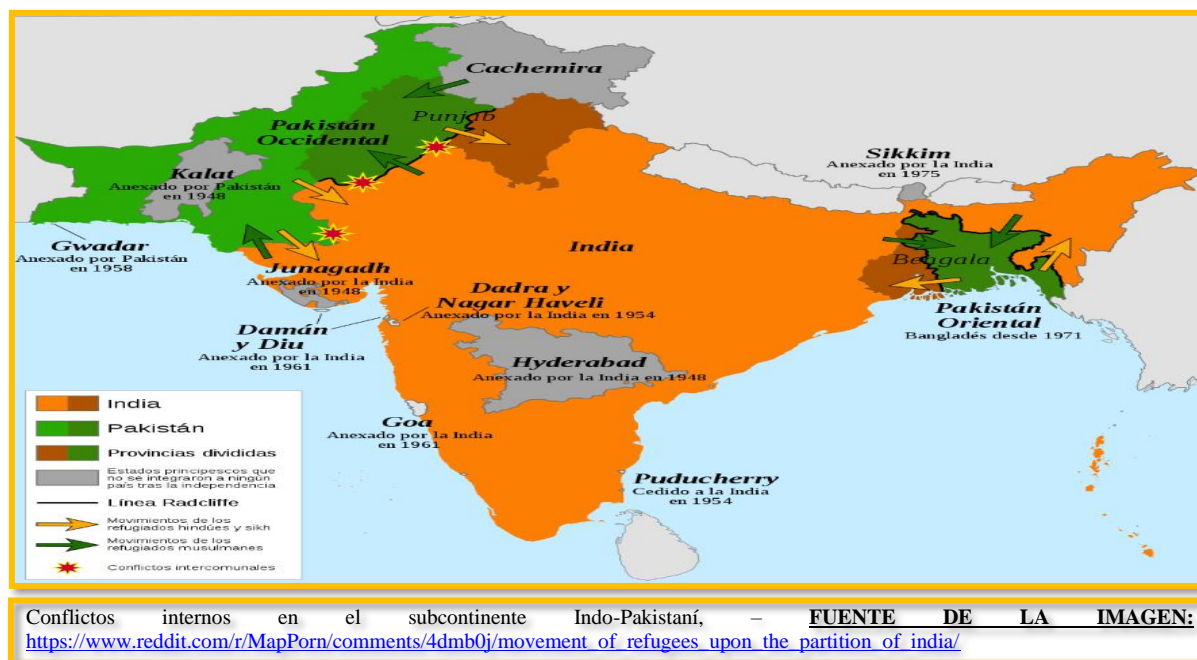 Cachemira
Punjab
Pakistán
Occidental
Kalat
Anexado por Pakistán
en 1948
Sikkim
Anexado por la India
en 1975
Gwadar
Anexado por Pakistán
en 1958
India
Bengala
Junagadh
Anexado por la India
en 1948
Dadra y
Nagar Haveli
Anexado por la India en 1954
Pakistán
Oriental
Bangladés desde 1971
Damán
y Diu
Anexado por la India
en 1961
Hyderabad
Anexado por la India en 1948
Goa
Anexado por la India
en 1961
Puducherry
Cedido a la India
en 1954
India
Pakistán
Provincias divididas
Estados principescos que
no se integraron a ningún
país tras la independencia
Línea Radcliffe
Movimientos de los
refugiados hindúes y sikh
Movimientos de los
refugiados musulmanes
Conflictos intercomunales
Conflictos internos en el subcontinente Indo-Pakistaní, – FUENTE DE LA IMAGEN:
https://www.reddit.com/r/MapPorn/comments/4dmb0j/movement_of_refugees_upon_the_partition_of_india/